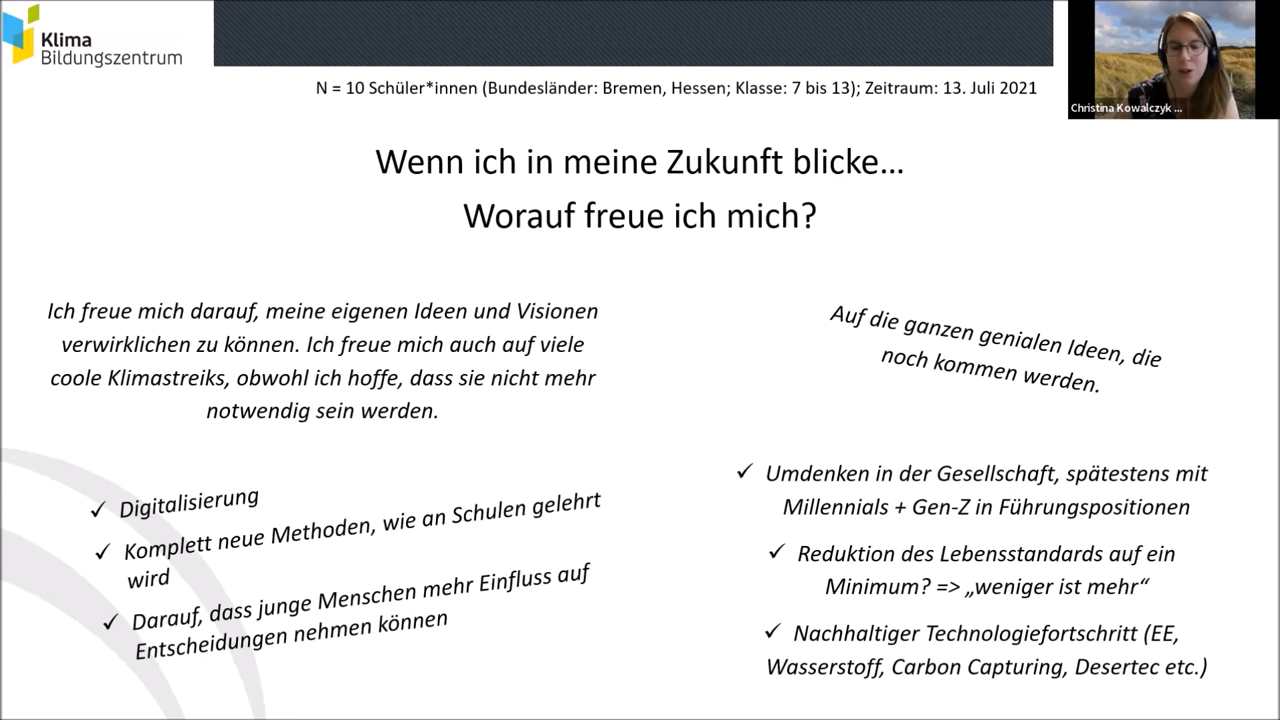 Klima
Bildungszentrum
N = 10 Schüler*innen (Bundesländer: Bremen, Hessen; Klasse: 7 bis 13); Zeitraum: 13. Juli 2021
Christina Kowalczyk ...
Wenn ich in meine Zukunft blicke...
Worauf freue ich mich?
Ich freue mich darauf, meine eigenen Ideen und Visionen
verwirklichen zu können. Ich freue mich auch auf viele
coole Klimastreiks, obwohl ich hoffe, dass sie nicht mehr
notwendig sein werden.
Auf die ganzen genialen Ideen, die
noch kommen werden.
✓ Digitalisierung
✓ Komplett neue Methoden, wie an Schulen gelehrt
wird
✓ Darauf, dass junge Menschen mehr Einfluss auf
Entscheidungen nehmen können
✓ Umdenken in der Gesellschaft, spätestens mit
Millennials + Gen-Z in Führungspositionen
✓ Reduktion des Lebensstandards auf ein
Minimum? => „weniger ist mehr“
✓ Nachhaltiger Technologiefortschritt (EE,
Wasserstoff, Carbon Capturing, Desertec etc.)